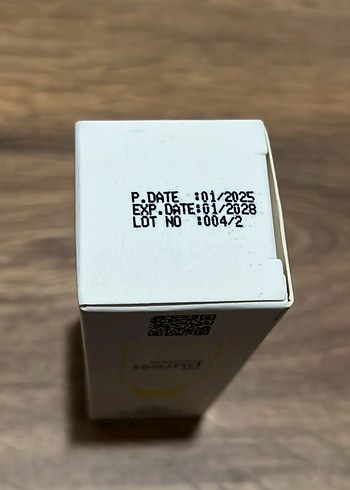 P.DATE :01/2025
EXP.DATE:01/2028
LOT NO :004/2